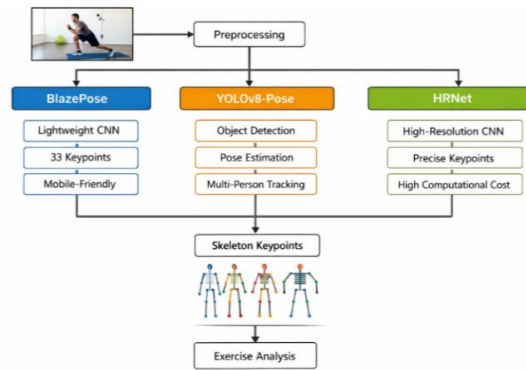 Preprocessing
BlazePose
YOLOv8-Pose
HRNet
Lightweight CNN
Object Detection
High-Resolution CNN
33 Keypoints
Pose Estimation
Precise Keypoints
Mobile-Friendly
Multi-Person Tracking
High Computational Cost
Skeleton Keypoints
Exercise Analysis